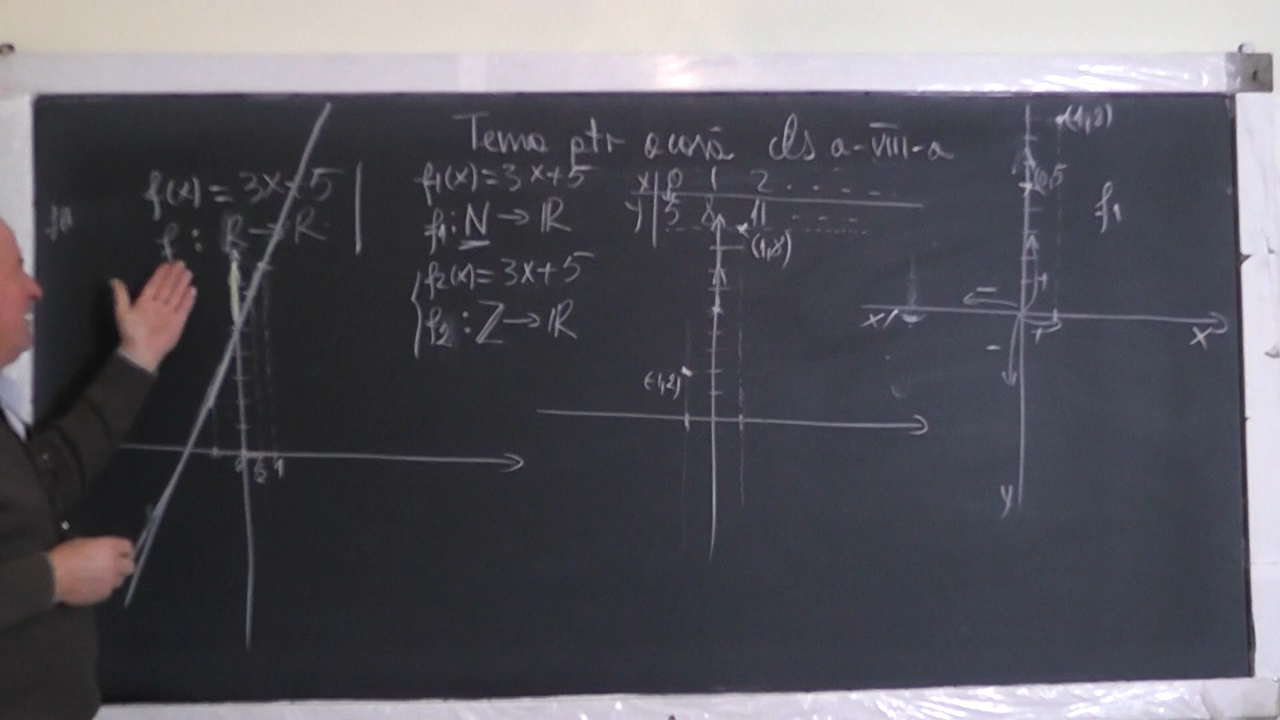 Tema ptr acasă cls a-VIII-a
f(x) = 3x+5
f : R → R
f₁(x) = 3x+5
f₁ : N → R
f₂(x) = 3x+5
f₂ : Z → R
x | 0 1 2 . . . .
y | 5 8 11 - - - -
(1,8)
(-1,2)
0 1
(1,8)
f₁
x'
x
y